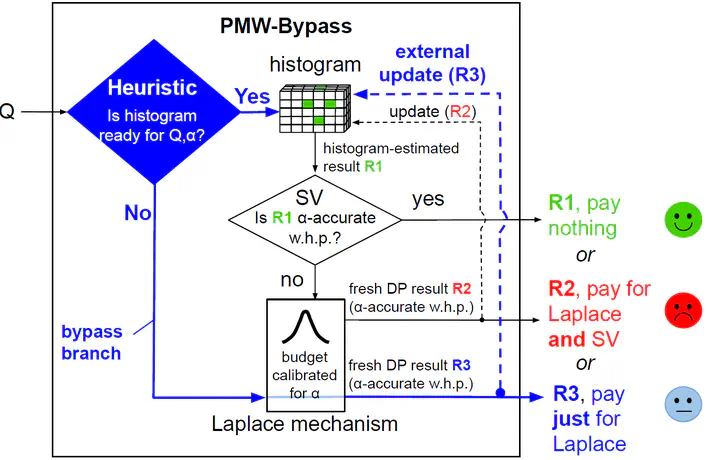 PMW-Bypass
Q
Heuristic
Is histogram
ready for Q,α?
Yes
No
bypass
branch
histogram
external
update (R3)
update (R2)
histogram-estimated
result R1
SV
Is R1 α-accurate
w.h.p.?
yes
no
R1, pay
nothing
or
fresh DP result R2
(α-accurate w.h.p.)
R2, pay for
Laplace
and SV
or
budget
calibrated
for α
fresh DP result R3
(α-accurate w.h.p.)
Laplace mechanism
R3, pay
just for
Laplace